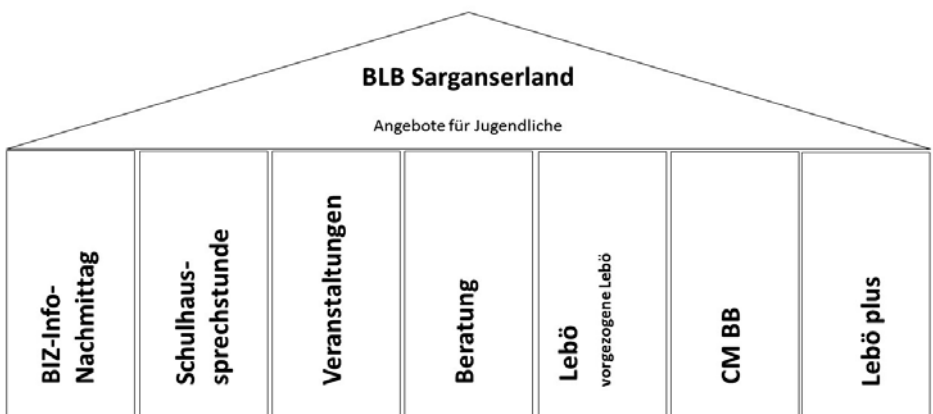 BLB Sarganserland
Angebote für Jugendliche
BIZ-Info-
Nachmittag
Schulhaus-
sprechstunde
Veranstaltungen
Beratung
Lebö
vorgezogene Lebö
CM BB
Lebö plus